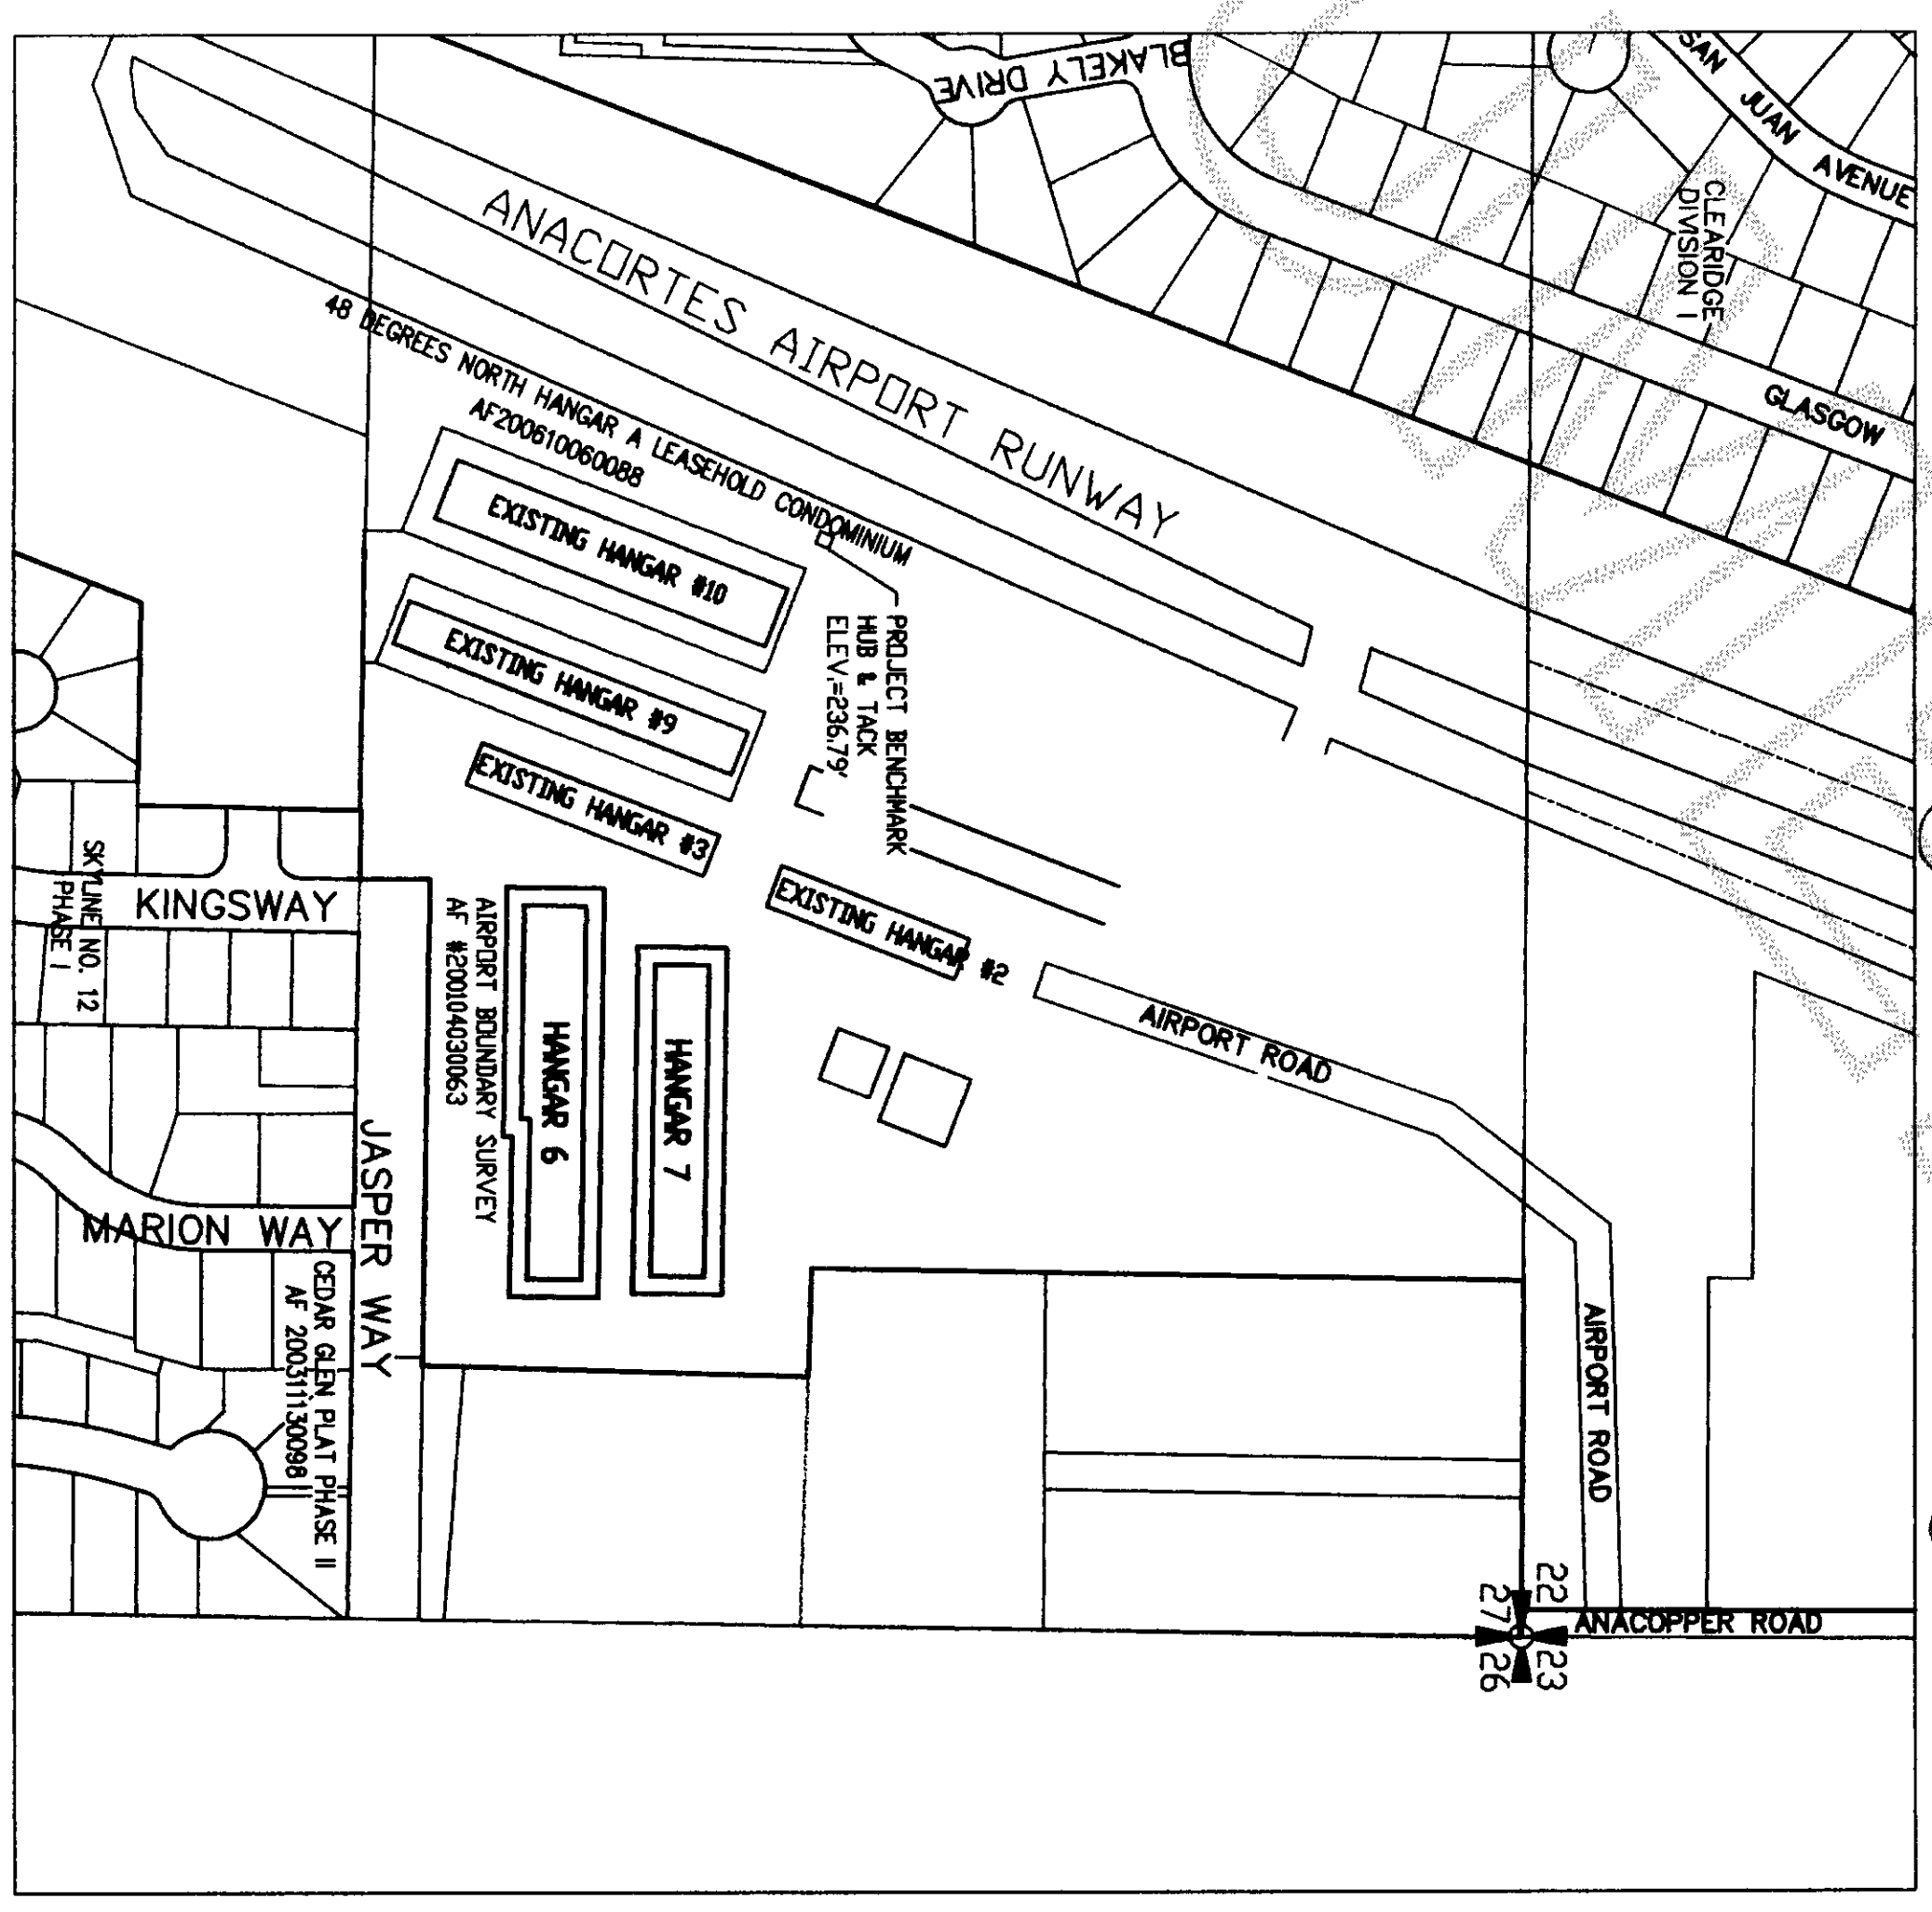 BLAKELY DRIVE
SAN JUAN AVENUE
CLEARIDGE
DIVISION I
GLASGOW
ANACORTES AIRPORT RUNWAY
48 DEGREES NORTH HANGAR A LEASEHOLD CONDOMINIUM
AF200610060088
EXISTING HANGAR #10
EXISTING HANGAR #9
EXISTING HANGAR #3
PROJECT BENCHMARK
HUB & TACK
ELEV.=236.79'
EXISTING HANGAR #2
AIRPORT ROAD
KINGSWAY
SKYLINE NO. 12
PHASE I
AIRPORT BOUNDARY SURVEY
AF #200104030063
HANGAR 6
HANGAR 7
JASPER WAY
MARION WAY
CEDAR GLEN PLAT PHASE II
AF 200311130098
AIRPORT ROAD
22
27
23
26
ANACOPPER ROAD